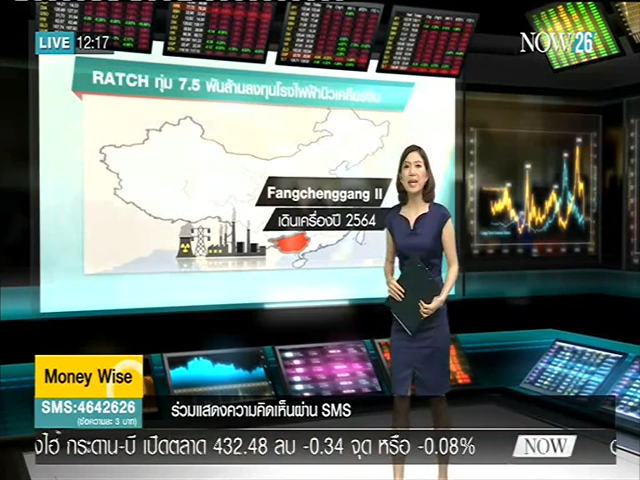 LIVE 12:17
NOW26
RATCH ทุ่ม 7.5 พันล้านลงทุนโรงไฟฟ้านิวเคลียร์จีน
Fangchenggang II
เดินเครื่องปี 2564
Money Wise
SMS:4642626
(ข้อความละ 3 บาท)
ร่วมแสดงความคิดเห็นผ่าน SMS
งไฮ้ กระดาน-บี เปิดตลาด 432.48 ลบ -0.34 จุด หรือ -0.08%
NOW